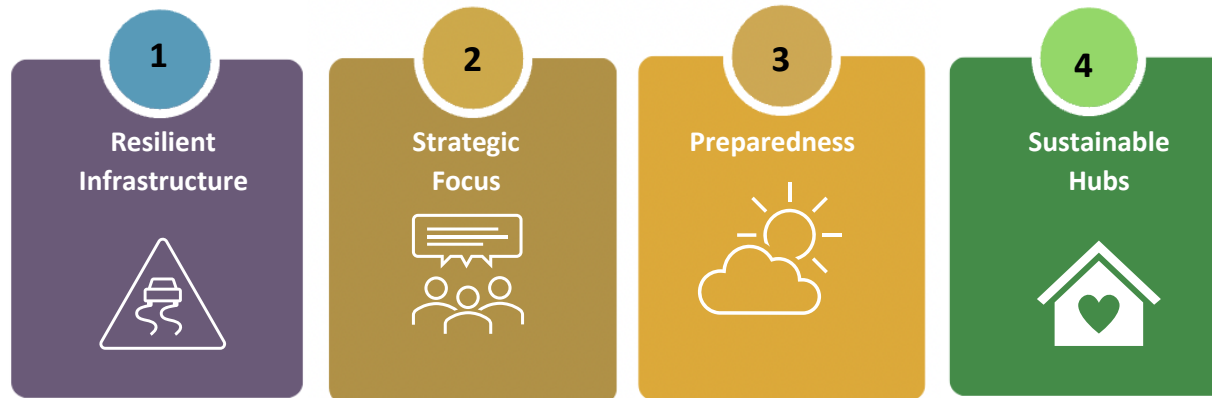 1
Resilient
Infrastructure
2
Strategic
Focus
3
Preparedness
4
Sustainable
Hubs